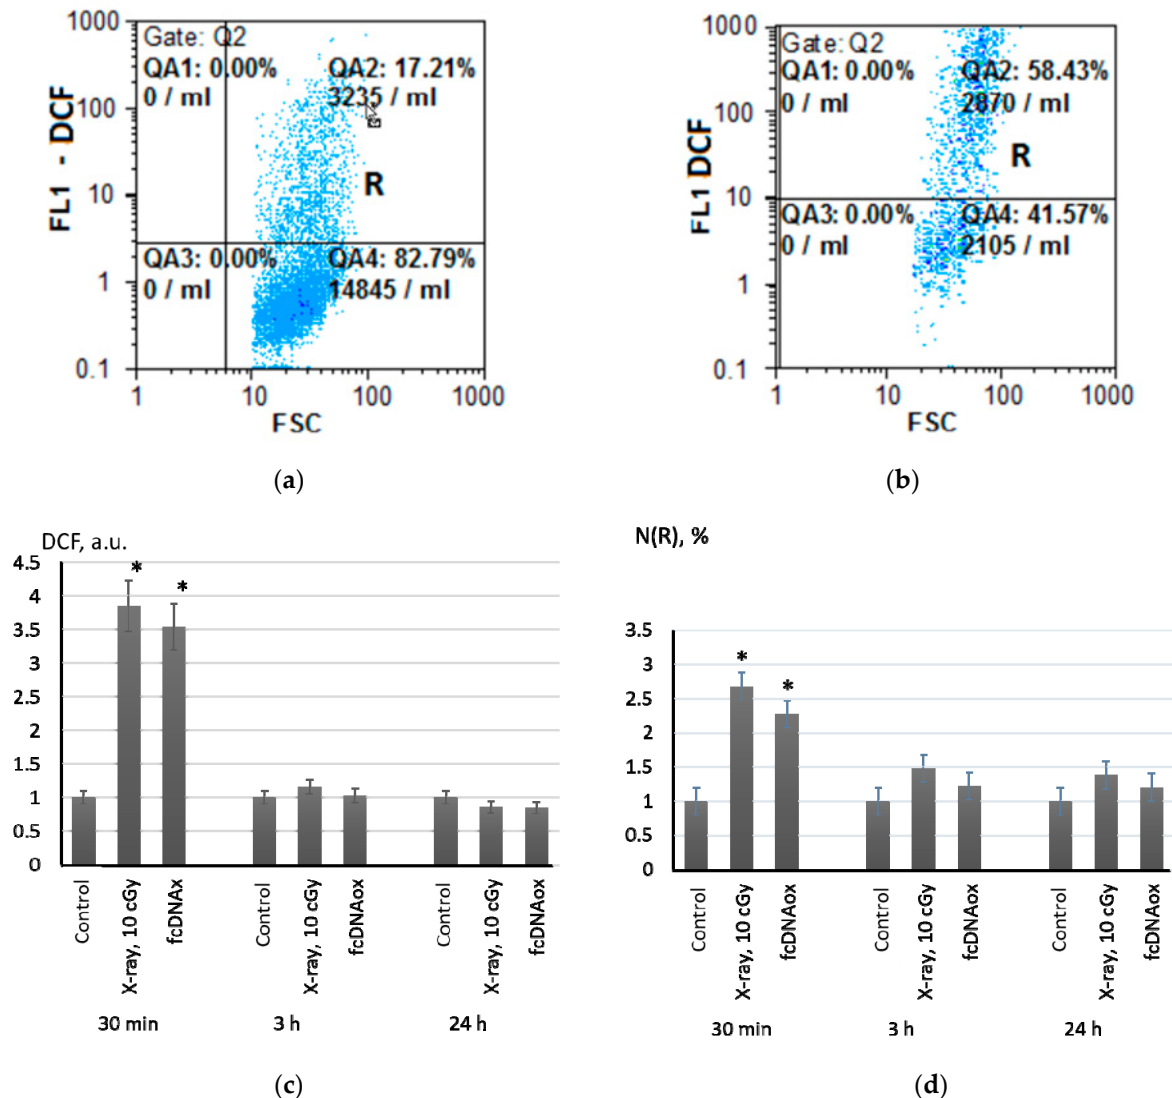 1000
100
10
1
0.1
FL1 - DCF
Gate: Q2
QA1: 0.00%
0 / ml
QA2: 17.21%
3235 / ml
R
QA3: 0.00%
0 / ml
QA4: 82.79%
14845 / ml
1 10 100 1000
FSC
(a)
1000
100
10
1
0.1
FL1 DCF
Gate: Q2
QA1: 0.00%
0 / ml
QA2: 58.43%
2870 / ml
R
QA3: 0.00%
0 / ml
QA4: 41.57%
2105 / ml
1 10 100 1000
FSC
(b)
DCF, a.u.
4.5
4
3.5
3
2.5
2
1.5
1
0.5
0
* *
Control
X-ray, 10 cGy
fcDNAx
Control
X-ray, 10 cGy
fcDNAox
Control
X-ray, 10 cGy
fcDNAox
30 min 3 h 24 h
(c)
N(R), %
3.5
3
2.5
2
1.5
1
0.5
0
* *
Control
X-ray, 10 cGy
fcDNAox
Control
X-ray, 10 cGy
fcDNAox
Control
X-ray, 10 cGy
fcDNAox
30 min 3 h 24 h
(d)